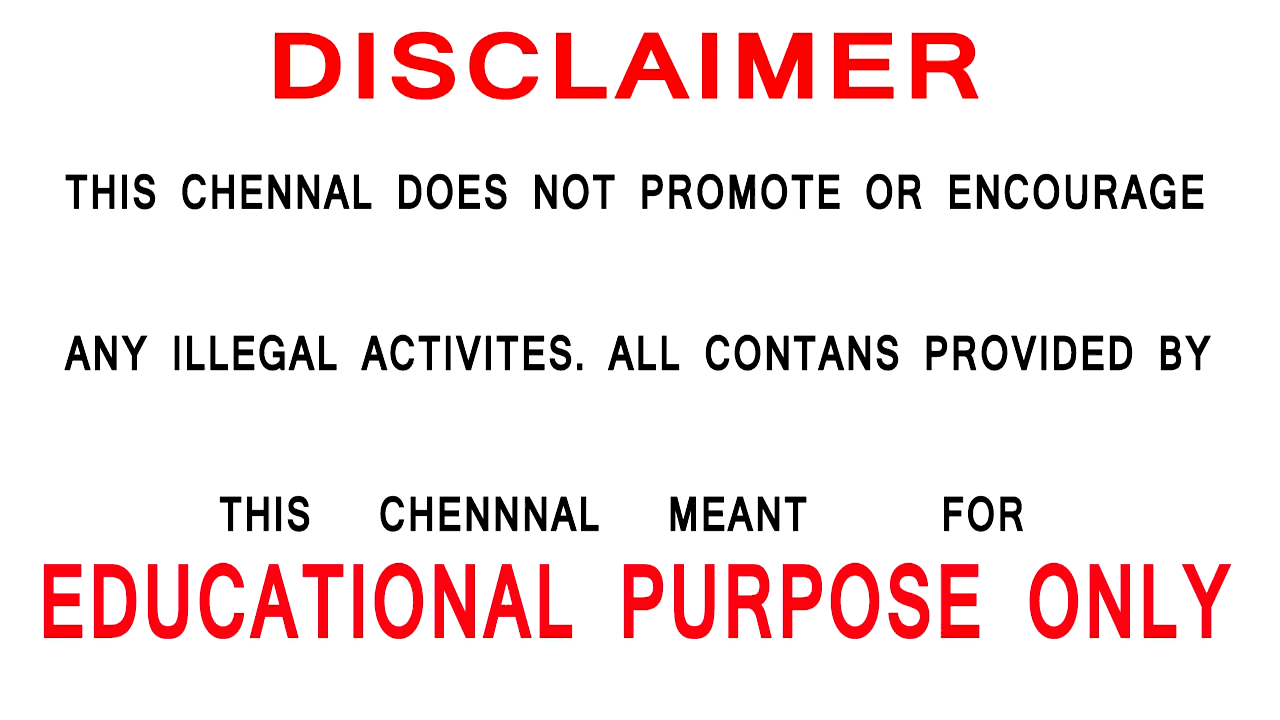 DISCLAIMER
THIS CHENNAL DOES NOT PROMOTE OR ENCOURAGE
ANY ILLEGAL ACTIVITES. ALL CONTANS PROVIDED BY
THIS CHENNNAL MEANT FOR
EDUCATIONAL PURPOSE ONLY